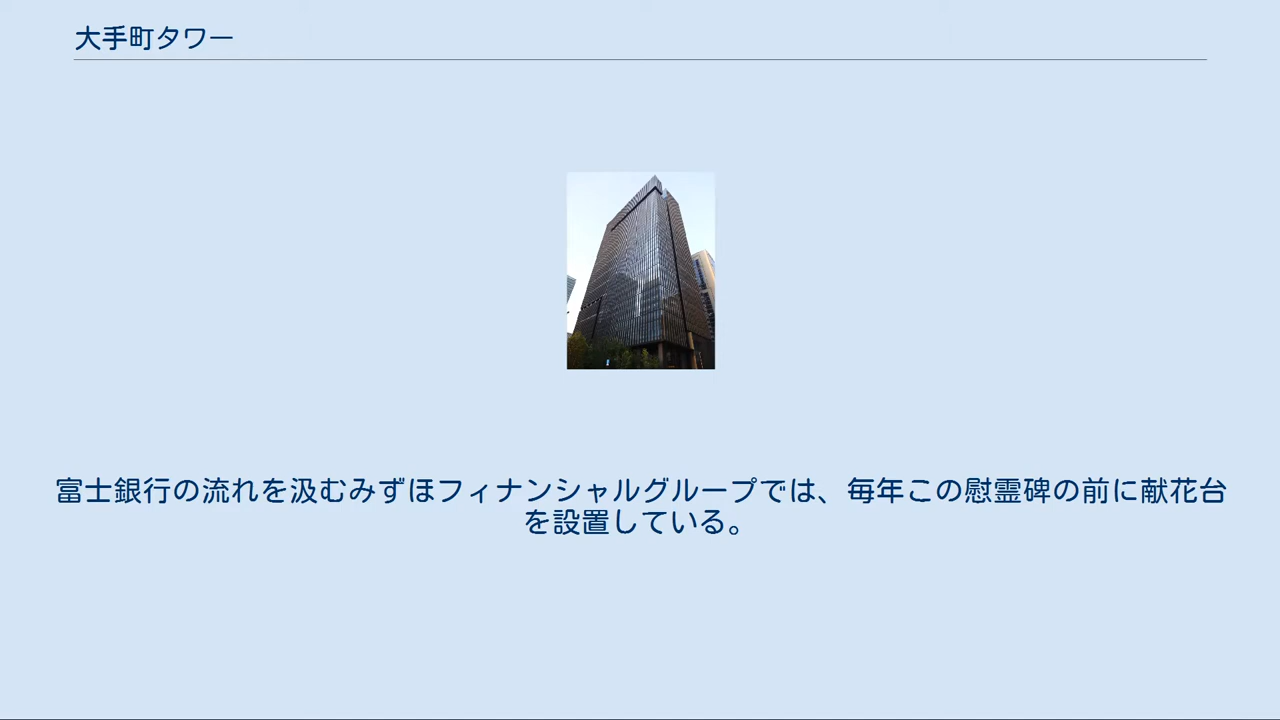 大手町タワー
富士銀行の流れを汲むみずほフィナンシャルグループでは、毎年この慰霊碑の前に献花台
を設置している。